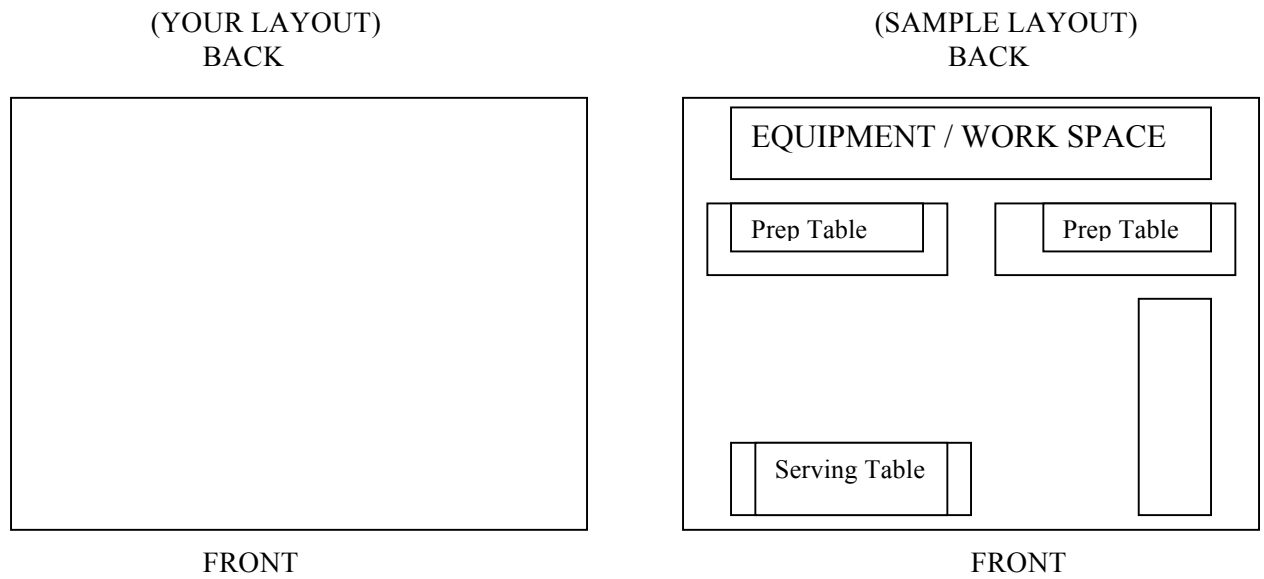 (YOUR LAYOUT)
BACK
FRONT
(SAMPLE LAYOUT)
BACK
EQUIPMENT / WORK SPACE
Prep Table
Prep Table
Serving Table
FRONT